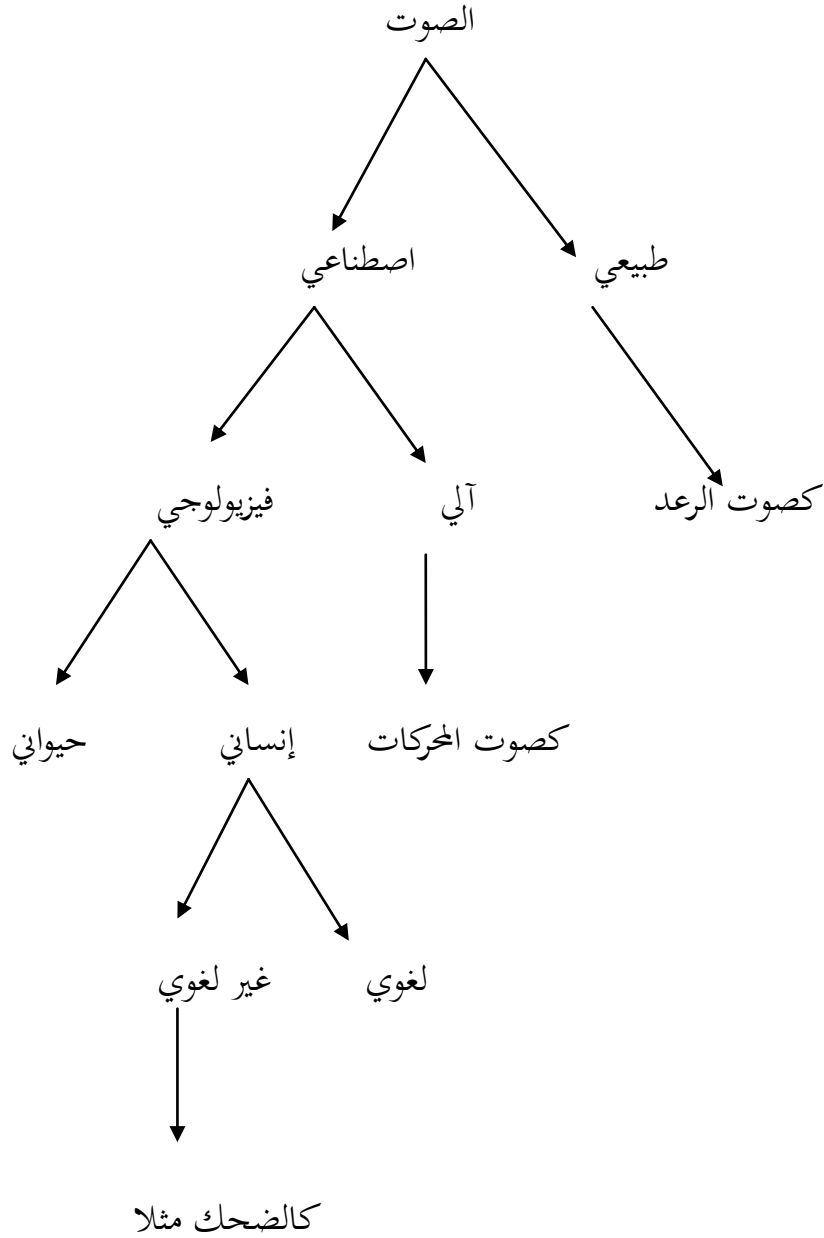 الصوت
طبيعي اصطناعي
كصوت الرعد آلي فيزيولوجي
كصوت المحركات إنساني حيواني
لغوي غير لغوي
كالضحك مثلا